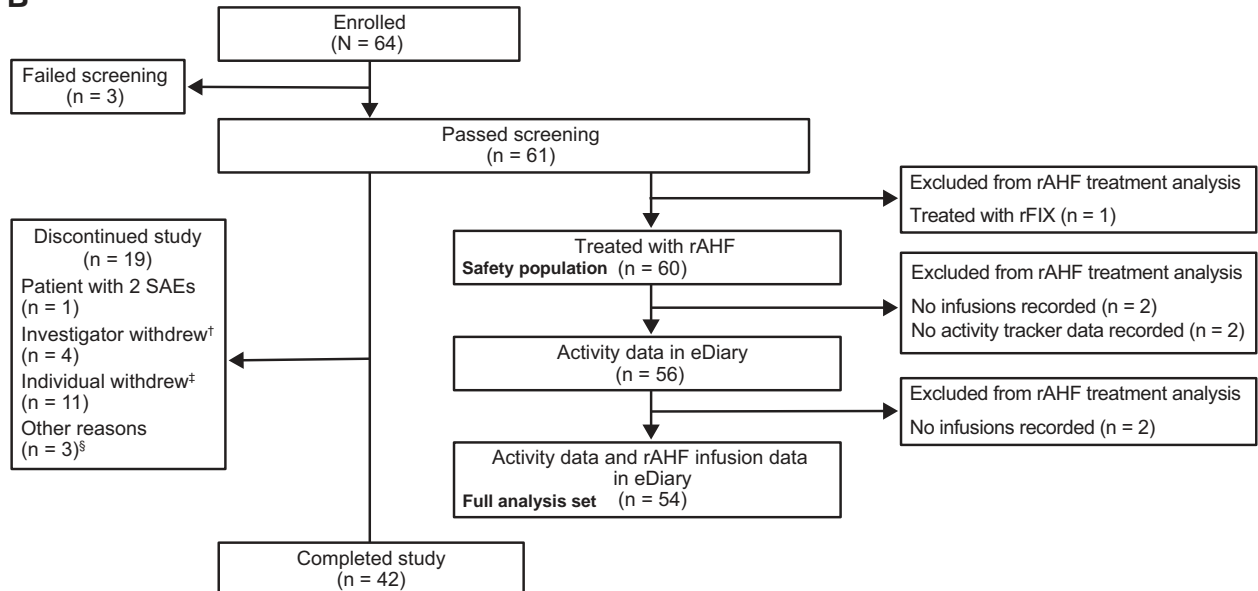 B
Enrolled
(N = 64)
Failed screening
(n = 3)
Passed screening
(n = 61)
Excluded from rAHF treatment analysis
Treated with rFIX (n = 1)
Discontinued study
(n = 19)
Patient with 2 SAEs
(n = 1)
Investigator withdrew†
(n = 4)
Individual withdrew‡
(n = 11)
Other reasons
(n = 3)§
Treated with rAHF
Safety population (n = 60)
Excluded from rAHF treatment analysis
No infusions recorded (n = 2)
No activity tracker data recorded (n = 2)
Activity data in eDiary
(n = 56)
Excluded from rAHF treatment analysis
No infusions recorded (n = 2)
Activity data and rAHF infusion data
in eDiary
Full analysis set (n = 54)
Completed study
(n = 42)